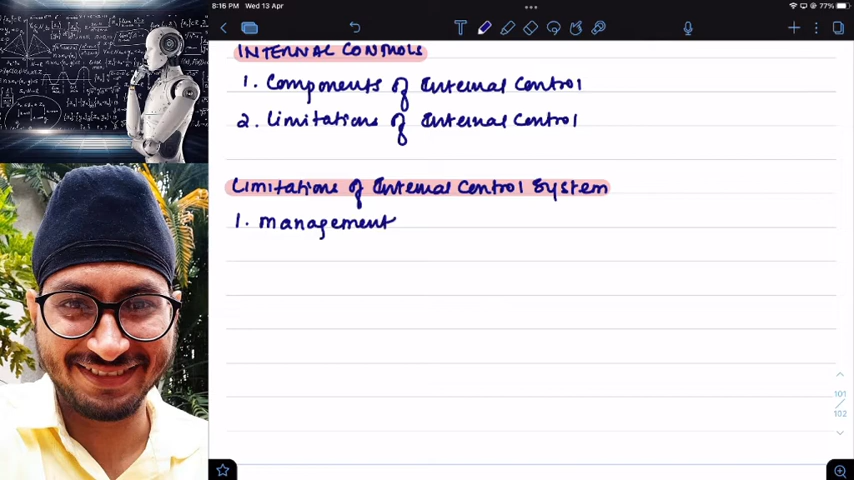 8:16 PM Wed 13 Apr
77%
INTERNAL CONTROLS
1. Components of Internal Control
2. Limitations of Internal Control
Limitations of Internal Control System
1. Management
101
102